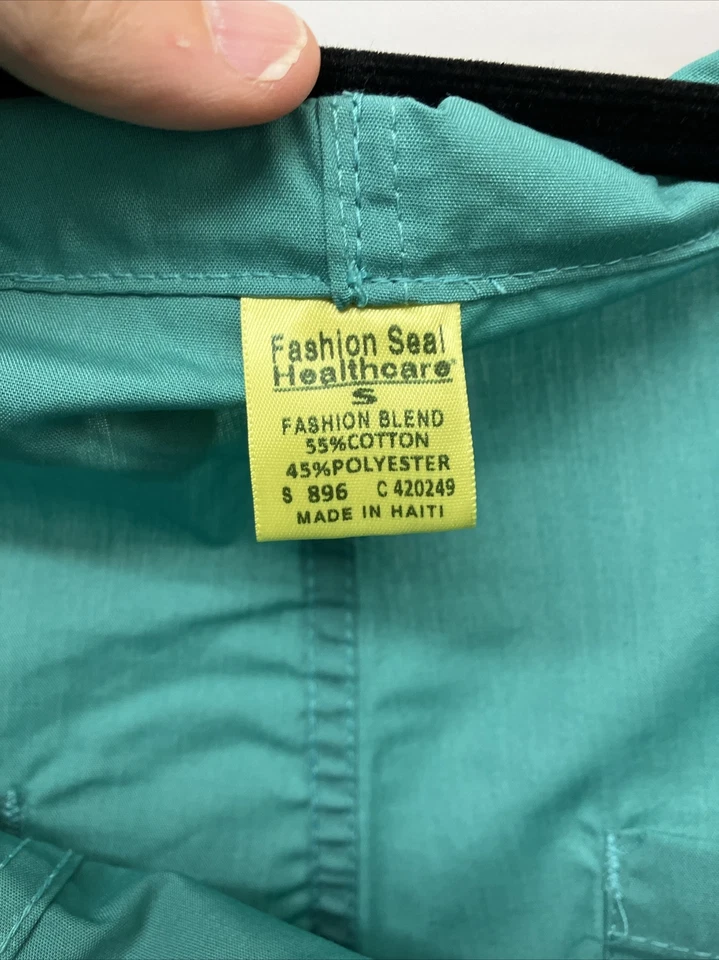 Fashion Seal
Healthcare®
S
FASHION BLEND
55%COTTON
45%POLYESTER
S 896 C 420249
MADE IN HAITI